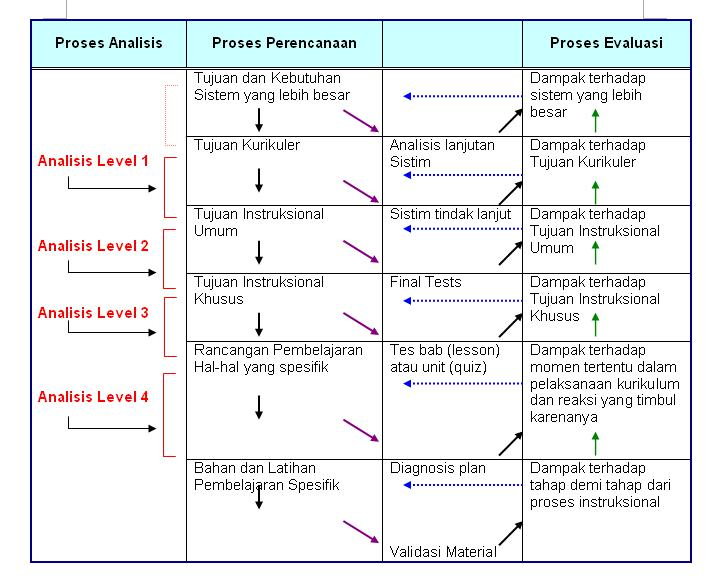 Proses Analisis
Proses Perencanaan
Proses Evaluasi
Tujuan dan Kebutuhan
Sistem yang lebih besar
Dampak terhadap
sistem yang lebih
besar
Analisis Level 1
Tujuan Kurikuler
Analisis lanjutan
Sistim
Dampak terhadap
Tujuan Kurikuler
Analisis Level 2
Tujuan Instruksional
Umum
Sistim tindak lanjut
Dampak terhadap
Tujuan Instruksional
Umum
Analisis Level 3
Tujuan Instruksional
Khusus
Final Tests
Dampak terhadap
Tujuan Instruksional
Khusus
Analisis Level 4
Rancangan Pembelajaran
Hal-hal yang spesifik
Tes bab (lesson)
atau unit (quiz)
Dampak terhadap
momen tertentu dalam
pelaksanaan kurikulum
dan reaksi yang timbul
karenanya
Bahan dan Latihan
Pembelajaran Spesifik
Diagnosis plan
Validasi Material
Dampak terhadap
tahap demi tahap dari
proses instruksional